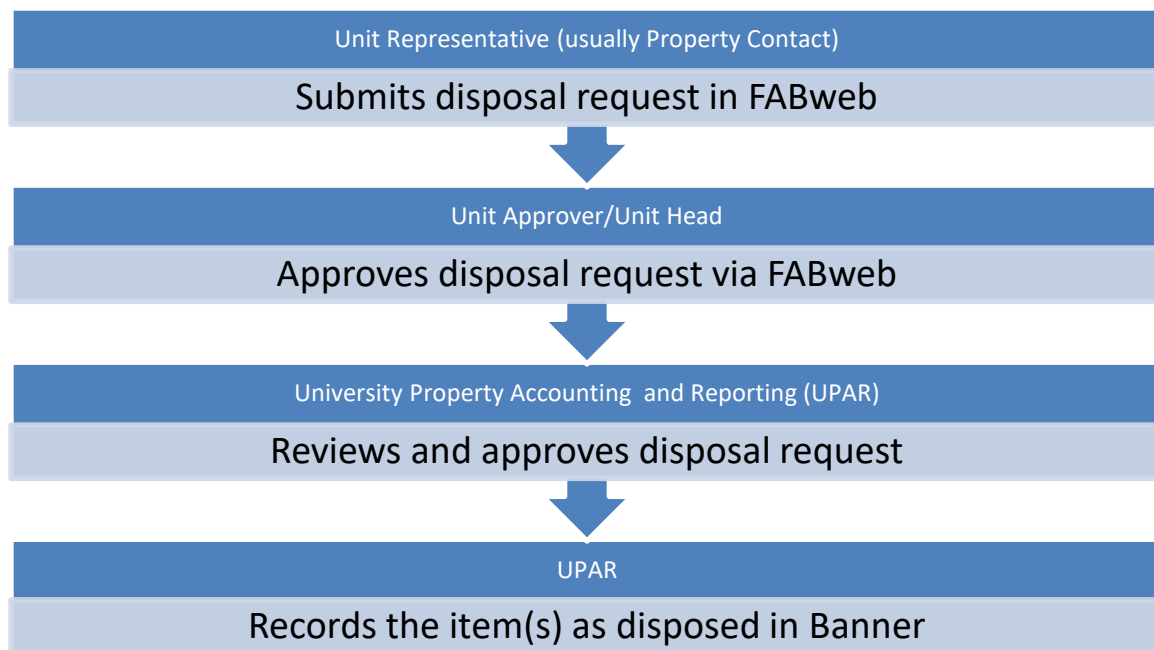 Unit Representative (usually Property Contact)
Submits disposal request in FABweb
Unit Approver/Unit Head
Approves disposal request via FABweb
University Property Accounting and Reporting (UPAR)
Reviews and approves disposal request
UPAR
Records the item(s) as disposed in Banner